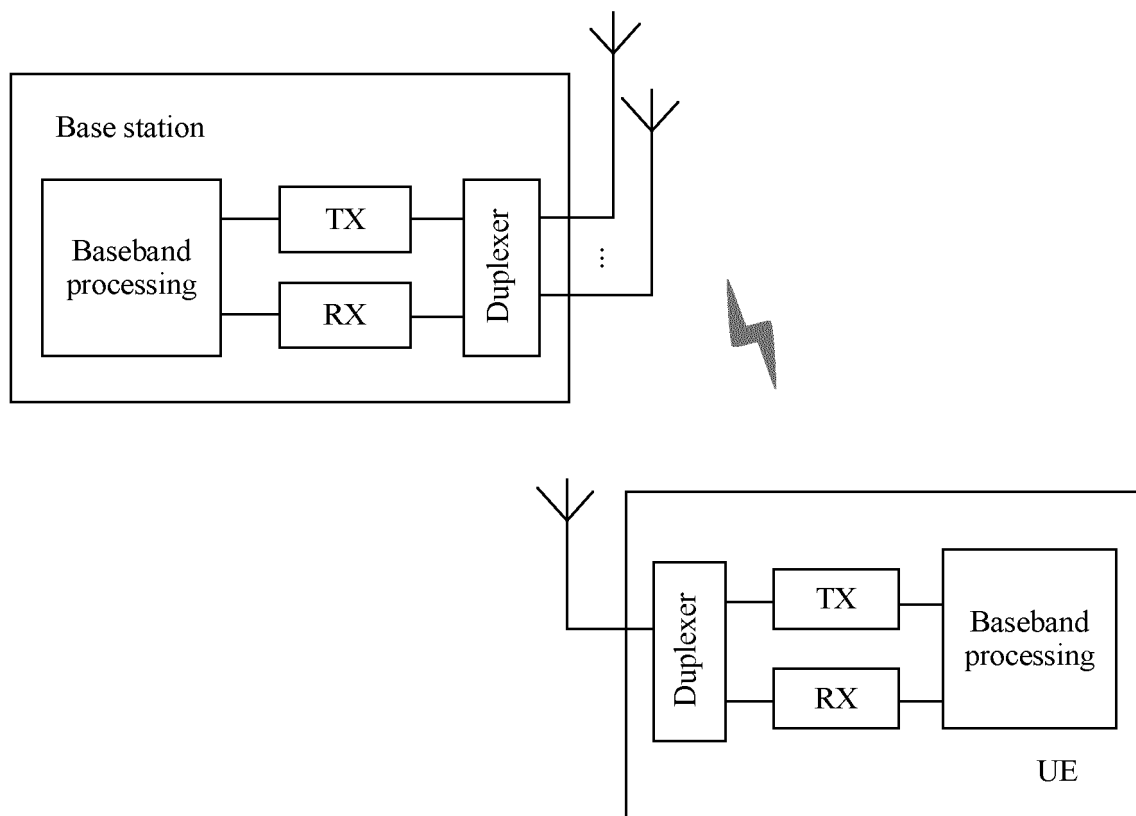 Base station
Baseband
processing
TX
RX
Duplexer
...
Duplexer
TX
RX
Baseband
processing
UE